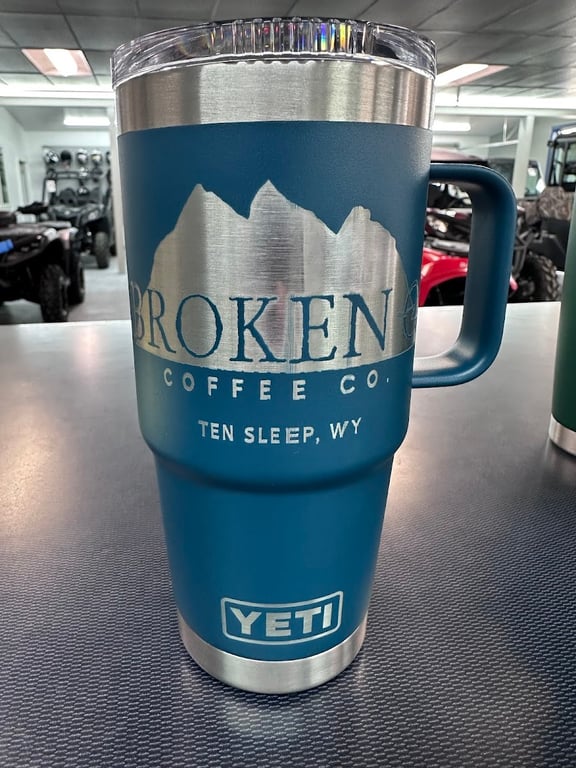 BROKEN
COFFEE CO.
TEN SLEEP, WY
YETI